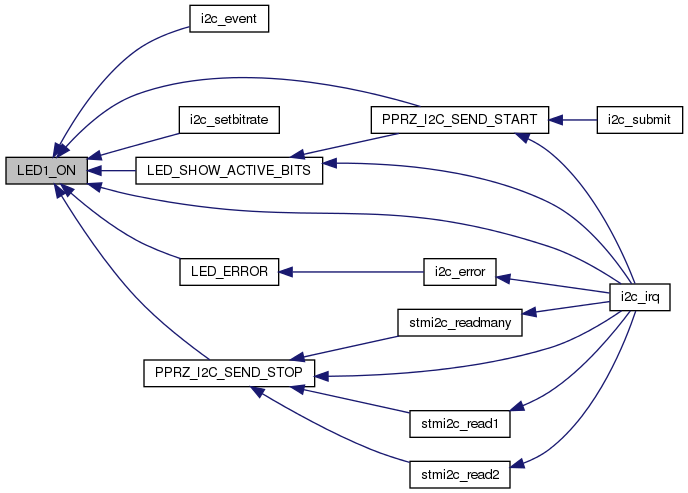 i2c_event
PPRZ_I2C_SEND_START
i2c_submit
i2c_setbitrate
LED1_ON
LED_SHOW_ACTIVE_BITS
LED_ERROR
i2c_error
i2c_irq
stmi2c_readmany
PPRZ_I2C_SEND_STOP
stmi2c_read1
stmi2c_read2